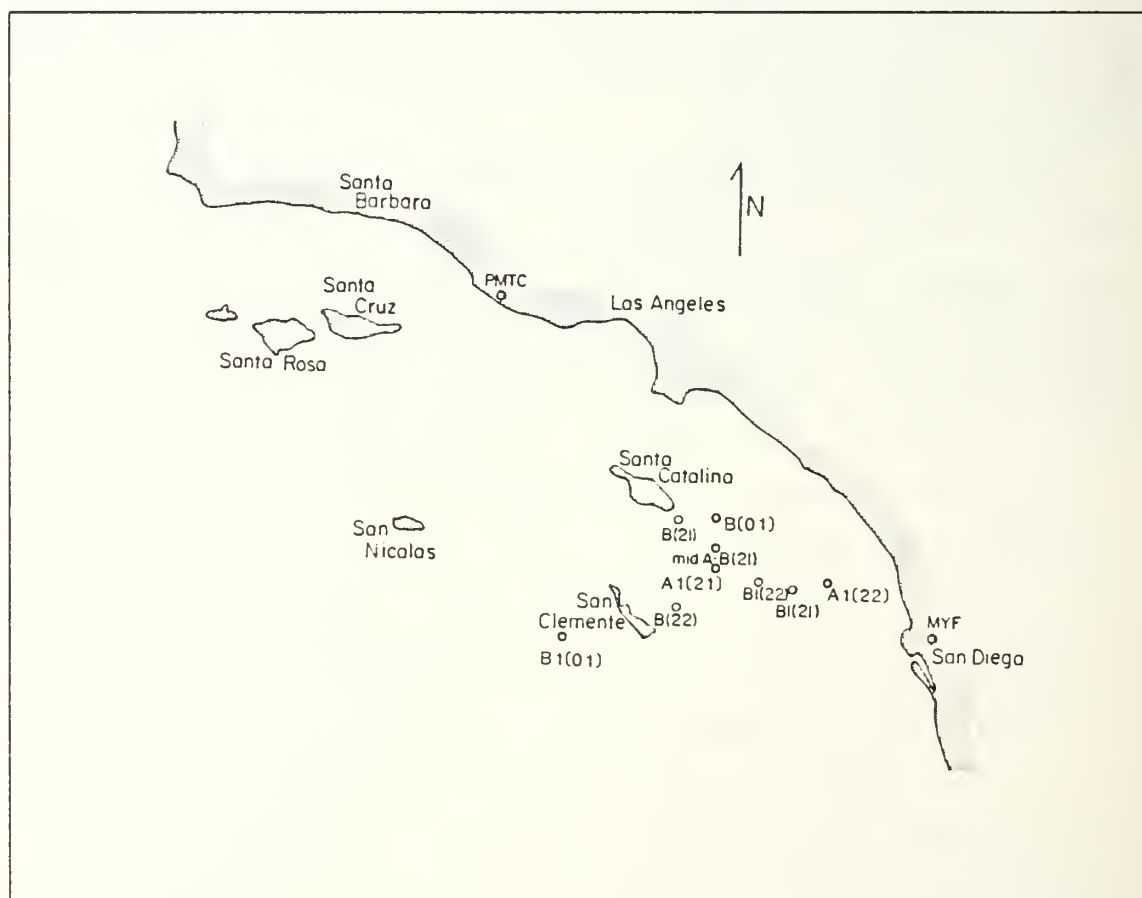 Santa
Barbara
N
PMTC
Santa
Cruz
Los Angeles
Santa Rosa
Santa
Catalina
San
Nicolas
B(21)
B(01)
mid A-B(21)
A1(21)
B1(22)
B1(21)
A1(22)
San
Clemente
B(22)
B1(01)
MYF
San Diego